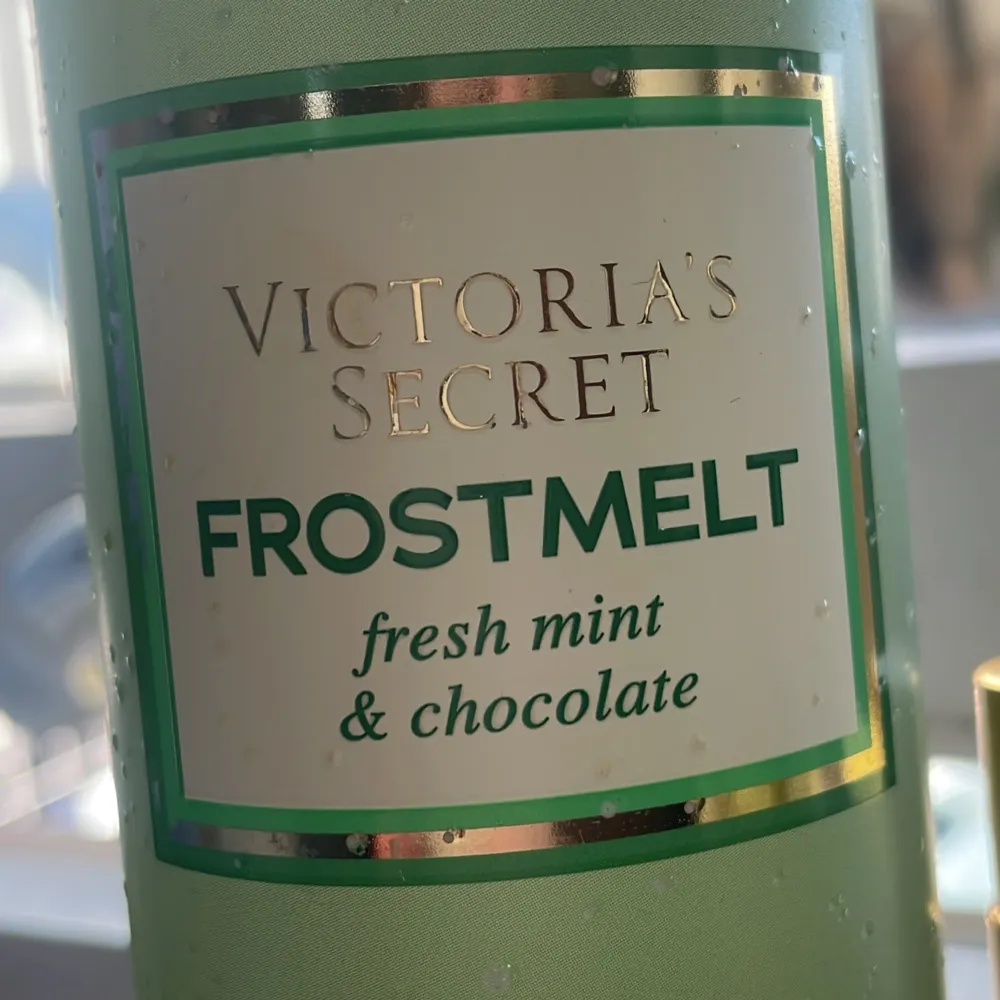 VICTORIA'S
SECRET
FROSTMELT
fresh mint
& chocolate